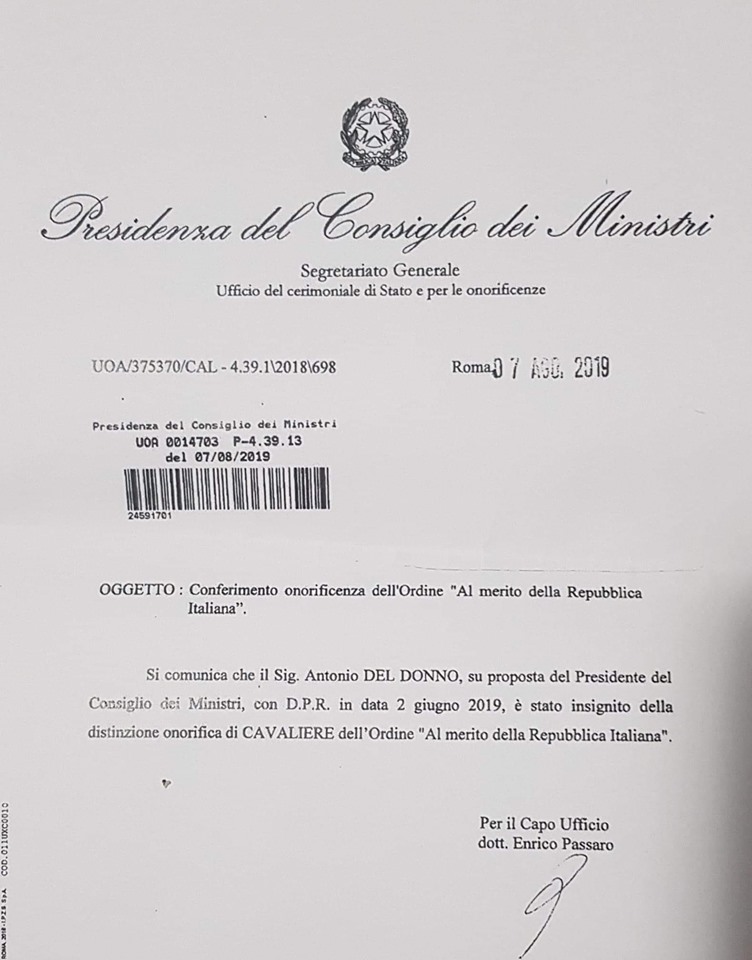 Presidenza del Consiglio dei Ministri
Segretariato Generale
Ufficio del cerimoniale di Stato e per le onorificenze
UOA/375370/CAL - 4.39.1\2018\698
Roma 07 AGO. 2019
Presidenza del Consiglio dei Ministri
UOA 0014703 P-4.39.13
del 07/08/2019
24591701
OGGETTO : Conferimento onorificenza dell'Ordine "Al merito della Repubblica
Italiana".
Si comunica che il Sig. Antonio DEL DONNO, su proposta del Presidente del
Consiglio dei Ministri, con D.P.R. in data 2 giugno 2019, è stato insignito della
distinzione onorifica di CAVALIERE dell'Ordine "Al merito della Repubblica Italiana".
Per il Capo Ufficio
dott. Enrico Passaro
ROMA, 2018 - I.P.Z.S. S.p.A. COD.